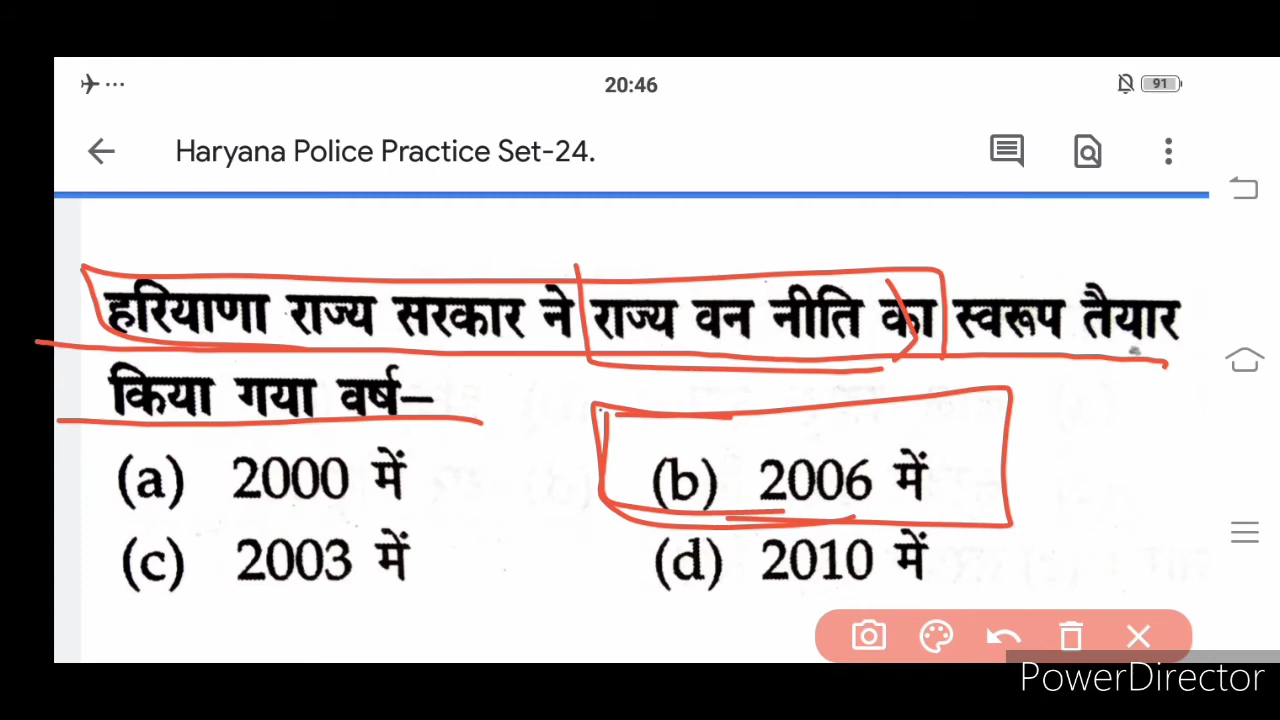 20:46
91
Haryana Police Practice Set-24.
हरियाणा राज्य सरकार ने राज्य वन नीति का स्वरूप तैयार
किया गया वर्ष–
(a) 2000 में (b) 2006 में
(c) 2003 में (d) 2010 में
PowerDirector